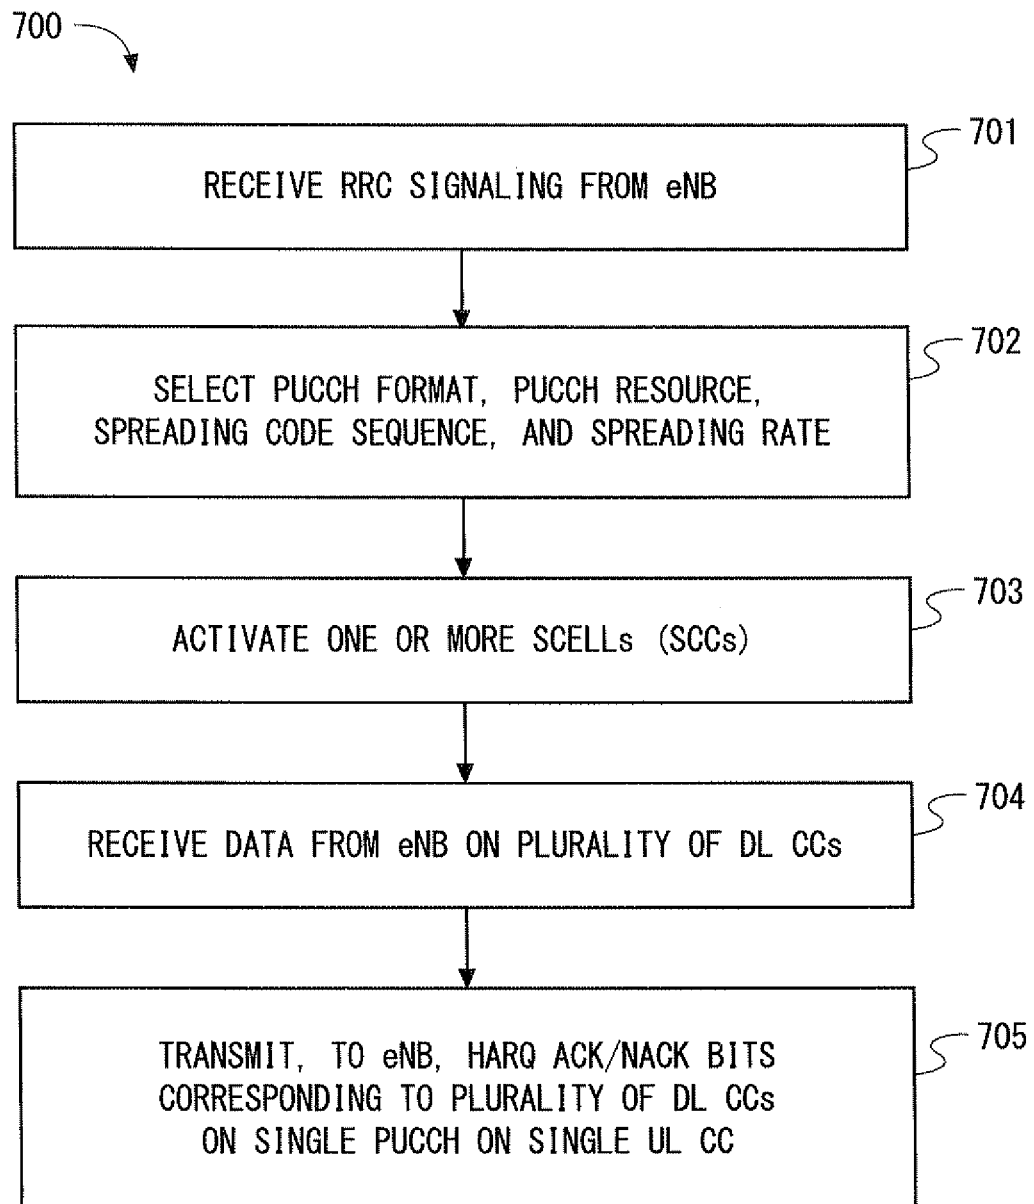 700
701
RECEIVE RRC SIGNALING FROM eNB
702
SELECT PUCCH FORMAT, PUCCH RESOURCE,
SPREADING CODE SEQUENCE, AND SPREADING RATE
703
ACTIVATE ONE OR MORE SCELLs (SCCs)
704
RECEIVE DATA FROM eNB ON PLURALITY OF DL CCs
705
TRANSMIT, TO eNB, HARQ ACK/NACK BITS
CORRESPONDING TO PLURALITY OF DL CCs
ON SINGLE PUCCH ON SINGLE UL CC